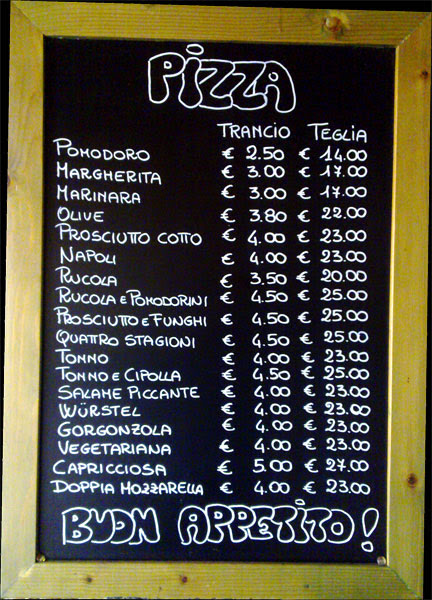 PIZZA
TRANCIO TEGLIA
POMODORO € 2.50 € 14.00
MARGHERITA € 3.00 € 17.00
MARINARA € 3.00 € 17.00
OLIVE € 3.80 € 22.00
PROSCIUTTO COTTO € 4.00 € 23.00
NAPOLI € 4.00 € 23.00
RUCOLA € 3.50 € 20.00
RUCOLA E POMODORINI € 4.50 € 25.00
PROSCIUTTO E FUNGHI € 4.50 € 25.00
QUATTRO STAGIONI € 4.50 € 25.00
TONNO € 4.00 € 23.00
TONNO E CIPOLLA € 4.50 € 25.00
SALAME PICCANTE € 4.00 € 23.00
WÜRSTEL € 4.00 € 23.00
GORGONZOLA € 4.00 € 23.00
VEGETARIANA € 4.00 € 23.00
CAPRICCIOSA € 5.00 € 27.00
DOPPIA MOZZARELLA € 4.00 € 23.00
BUON APPETITO!